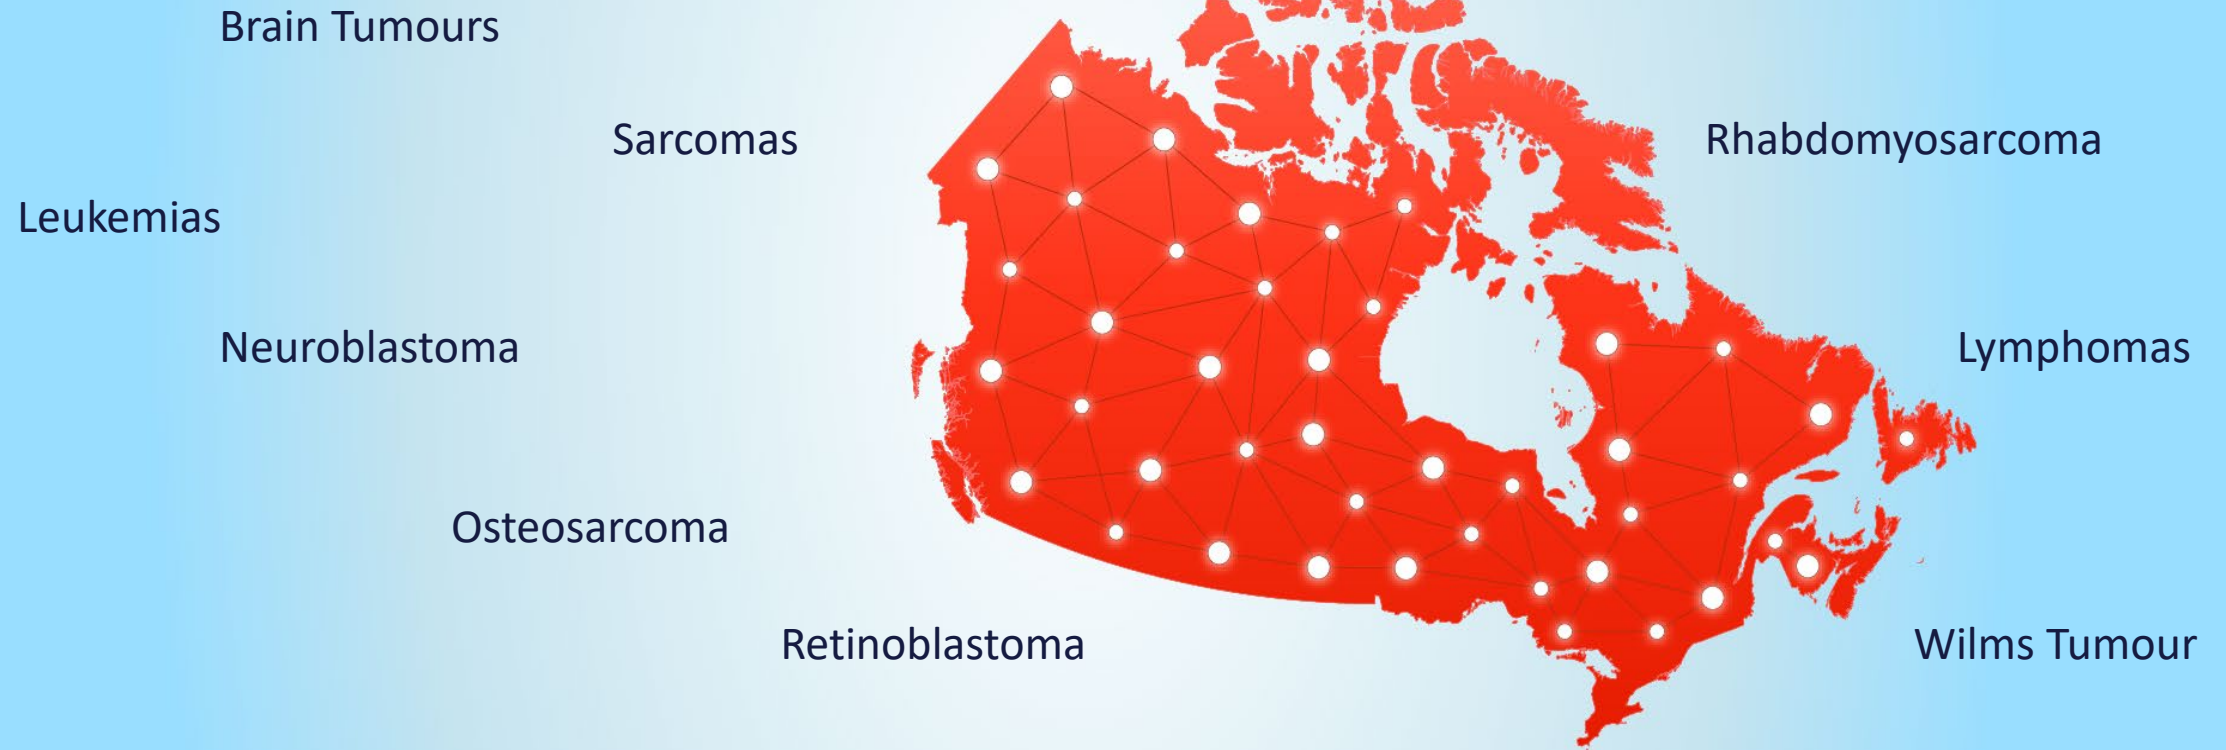 Brain Tumours
Sarcomas
Rhabdomyosarcoma
Leukemias
Neuroblastoma
Lymphomas
Osteosarcoma
Retinoblastoma
Wilms Tumour